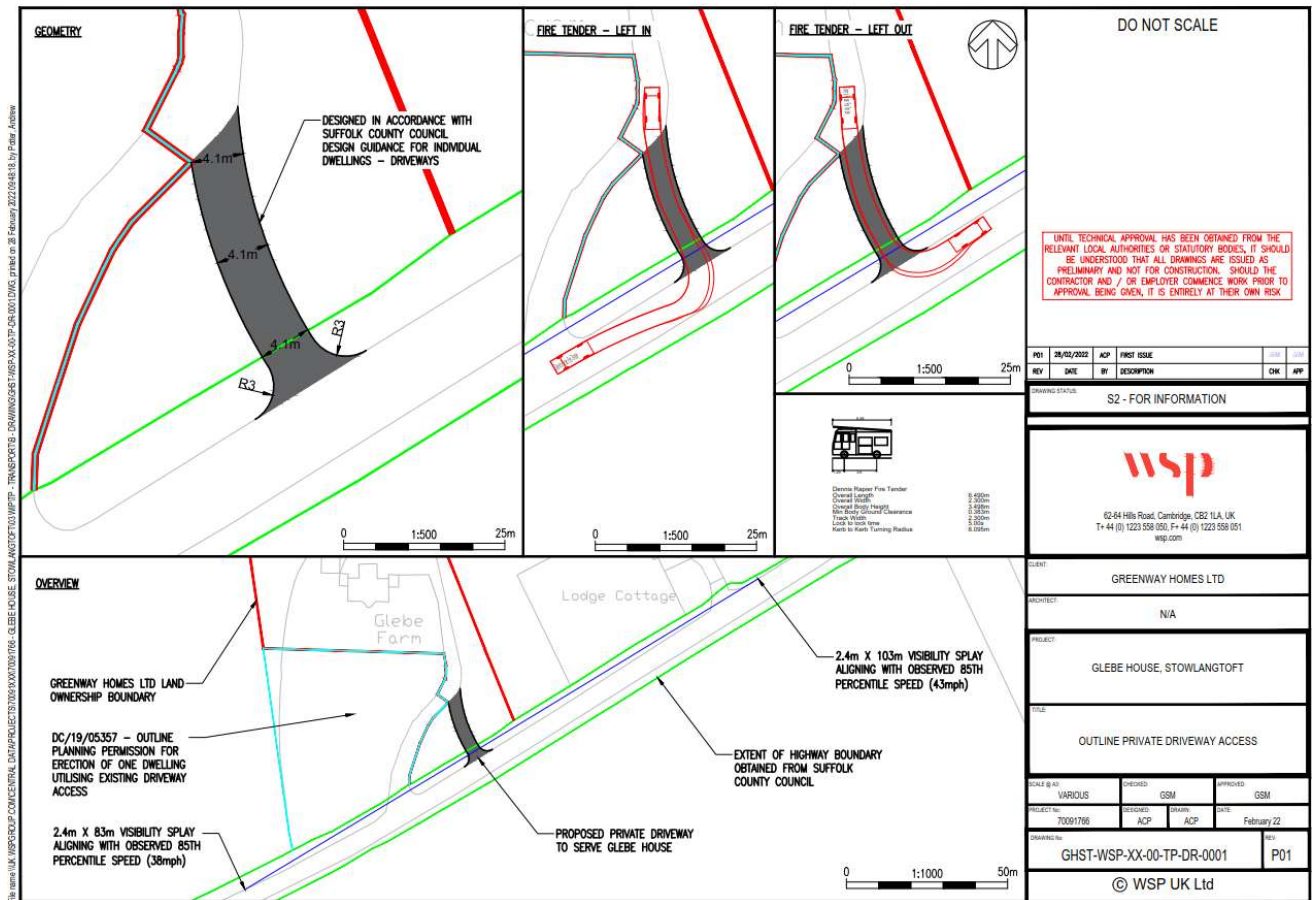 GEOMETRY
DESIGNED IN ACCORDANCE WITH
SUFFOLK COUNTY COUNCIL
DESIGN GUIDANCE FOR INDIVIDUAL
DWELLINGS – DRIVEWAYS
4.1m
4.1m
4.1m
R3
R3
0 1:500 25m
FIRE TENDER – LEFT IN
0 1:500 25m
FIRE TENDER – LEFT OUT
0 1:500 25m
Dennis Rapier Fire Tender
Overall Length 6.490m
Overall Width 2.300m
Overall Body Height 3.498m
Min Body Ground Clearance 0.383m
Track Width 2.300m
Lock to lock time 5.00s
Kerb to Kerb Turning Radius 6.095m
OVERVIEW
Glebe
Farm
Lodge Cottage
GREENWAY HOMES LTD LAND
OWNERSHIP BOUNDARY
DC/19/05357 – OUTLINE
PLANNING PERMISSION FOR
ERECTION OF ONE DWELLING
UTILISING EXISTING DRIVEWAY
ACCESS
2.4m X 83m VISIBILITY SPLAY
ALIGNING WITH OBSERVED 85TH
PERCENTILE SPEED (38mph)
2.4m X 103m VISIBILITY SPLAY
ALIGNING WITH OBSERVED 85TH
PERCENTILE SPEED (43mph)
EXTENT OF HIGHWAY BOUNDARY
OBTAINED FROM SUFFOLK
COUNTY COUNCIL
PROPOSED PRIVATE DRIVEWAY
TO SERVE GLEBE HOUSE
0 1:1000 50m
DO NOT SCALE
UNTIL TECHNICAL APPROVAL HAS BEEN OBTAINED FROM THE
RELEVANT LOCAL AUTHORITIES OR STATUTORY BODIES, IT SHOULD
BE UNDERSTOOD THAT ALL DRAWINGS ARE ISSUED AS
PRELIMINARY AND NOT FOR CONSTRUCTION. SHOULD THE
CONTRACTOR AND / OR EMPLOYER COMMENCE WORK PRIOR TO
APPROVAL BEING GIVEN, IT IS ENTIRELY AT THEIR OWN RISK
P01 28/02/2022 ACP FIRST ISSUE
REV DATE BY DESCRIPTION CHK APP
DRAWING STATUS:
S2 - FOR INFORMATION
wsp
62-64 Hills Road, Cambridge, CB2 1LA, UK
T+ 44 (0) 1223 558 050, F+ 44 (0) 1223 558 051
wsp.com
CLIENT:
GREENWAY HOMES LTD
ARCHITECT:
N/A
PROJECT:
GLEBE HOUSE, STOWLANGTOFT
TITLE:
OUTLINE PRIVATE DRIVEWAY ACCESS
SCALE @ A3: CHECKED: APPROVED:
VARIOUS GSM GSM
PROJECT No: DESIGNED: DRAWN: DATE:
70091766 ACP ACP February 22
DRAWING No: REV:
GHST-WSP-XX-00-TP-DR-0001 P01
© WSP UK Ltd